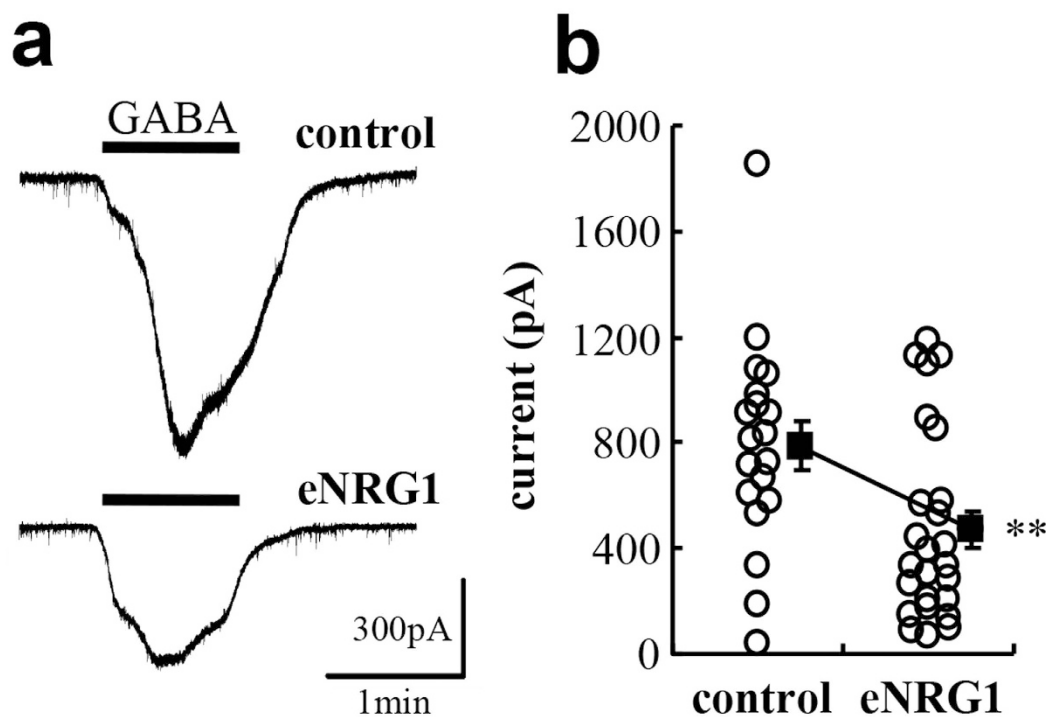 a
GABA
control
eNRG1
300pA
1min
b
current (pA)
2000
1600
1200
800
400
0
control
eNRG1
**